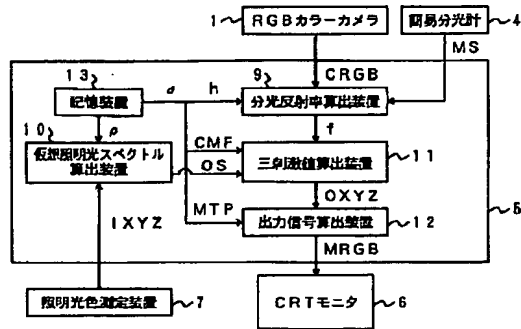 1 RGBカラーカメラ
簡易分光計 4
MS
CRGB
13
記憶装置
d h
9
分光反射率算出装置
10
ρ
f
仮想照明光スペクトル
算出装置
CMF
OS
三刺激値算出装置 11
OXYZ
IXYZ
MTP
出力信号算出装置 12
5
MRGB
照明光色測定装置 7
CRTモニタ 6